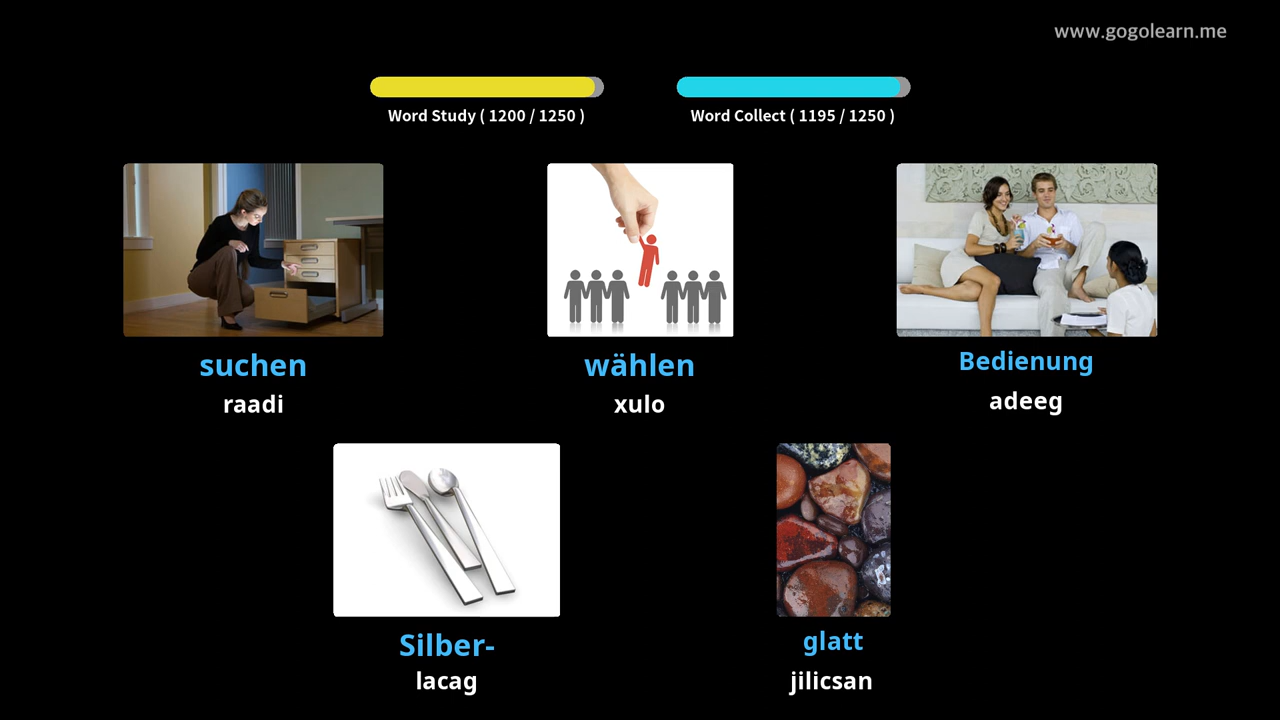 www.gogolearn.me
Word Study ( 1200 / 1250 )
Word Collect ( 1195 / 1250 )
suchen
raadi
wählen
xulo
Bedienung
adeeg
Silber-
lacag
glatt
jilicsan